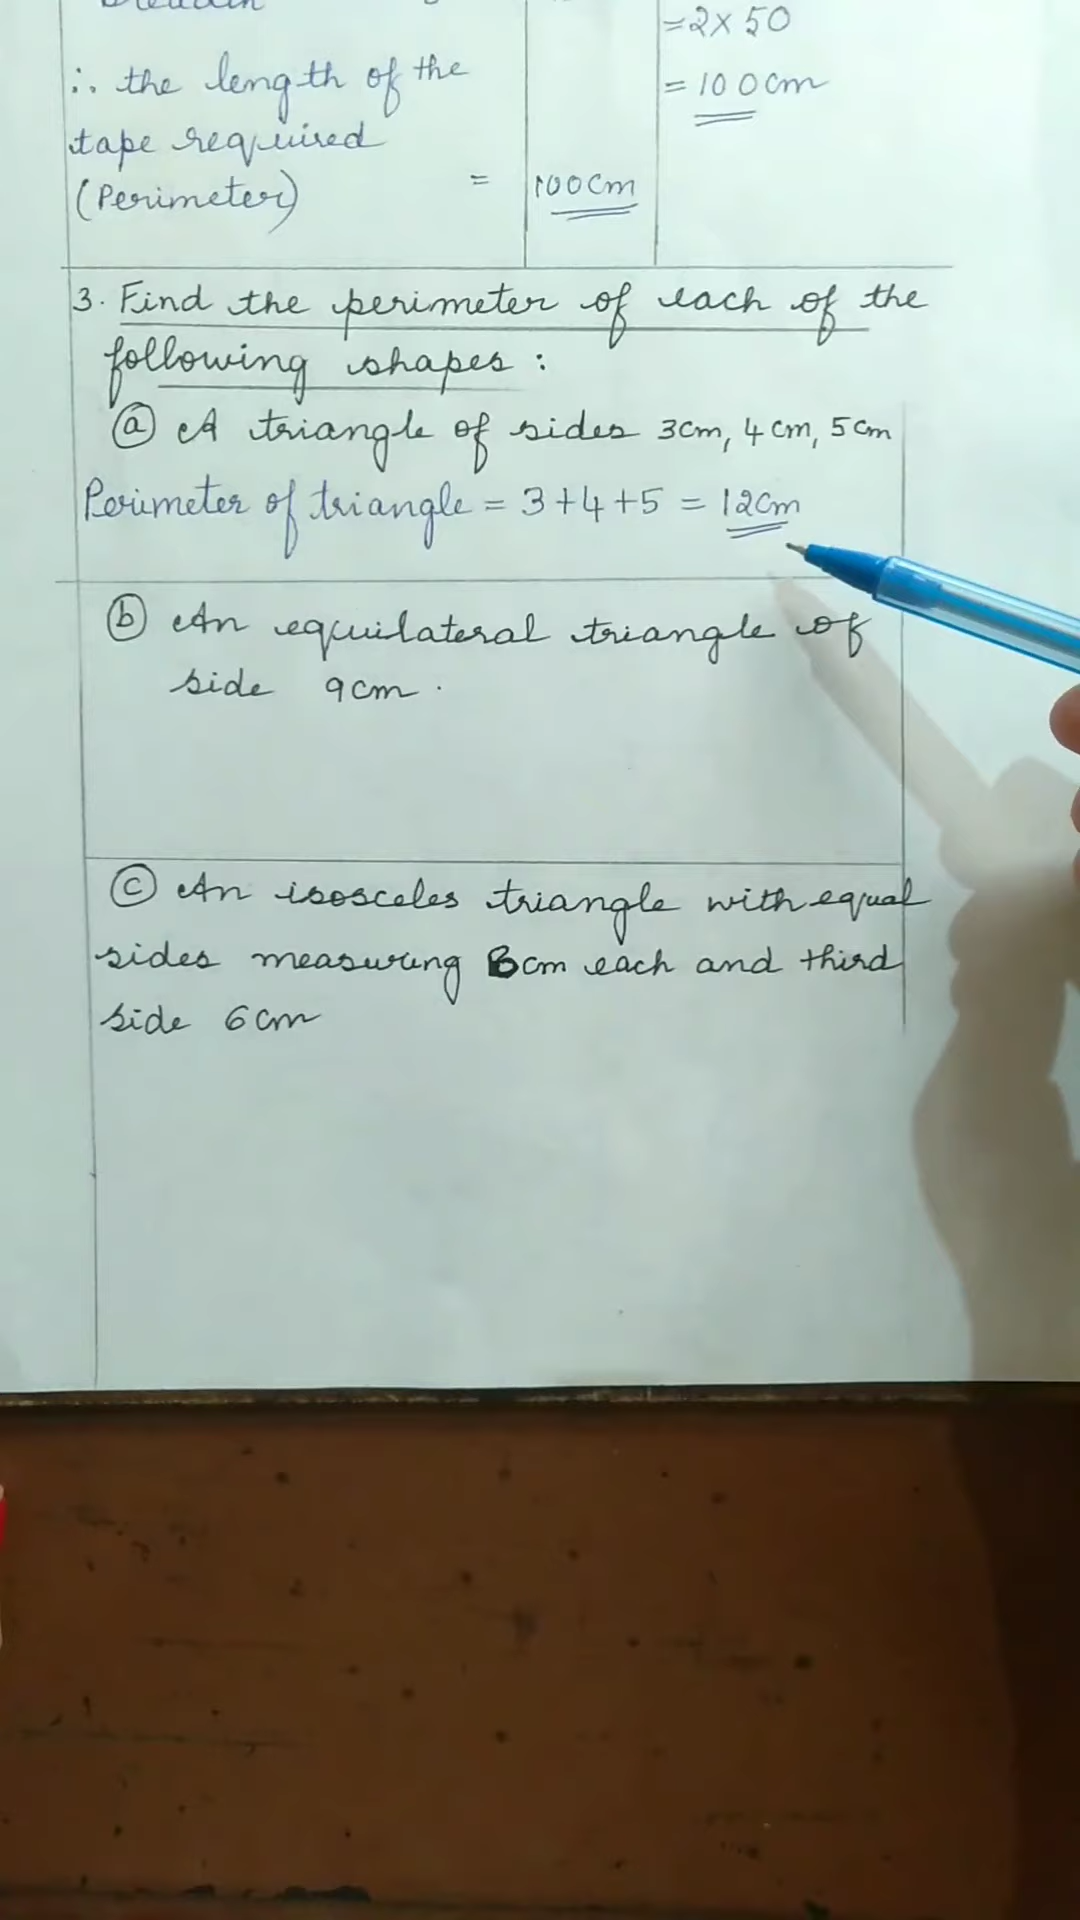 =2×50
∴ the length of the
= 100cm
tape required
(Perimeter) = 100cm
3. Find the perimeter of each of the
following shapes :
ⓐ A triangle of sides 3cm, 4cm, 5cm
Perimeter of triangle = 3+4+5 = 12cm
ⓑ An equilateral triangle of
side 9cm .
ⓒ An isosceles triangle with equal
sides measuring cm each and third
side 6cm